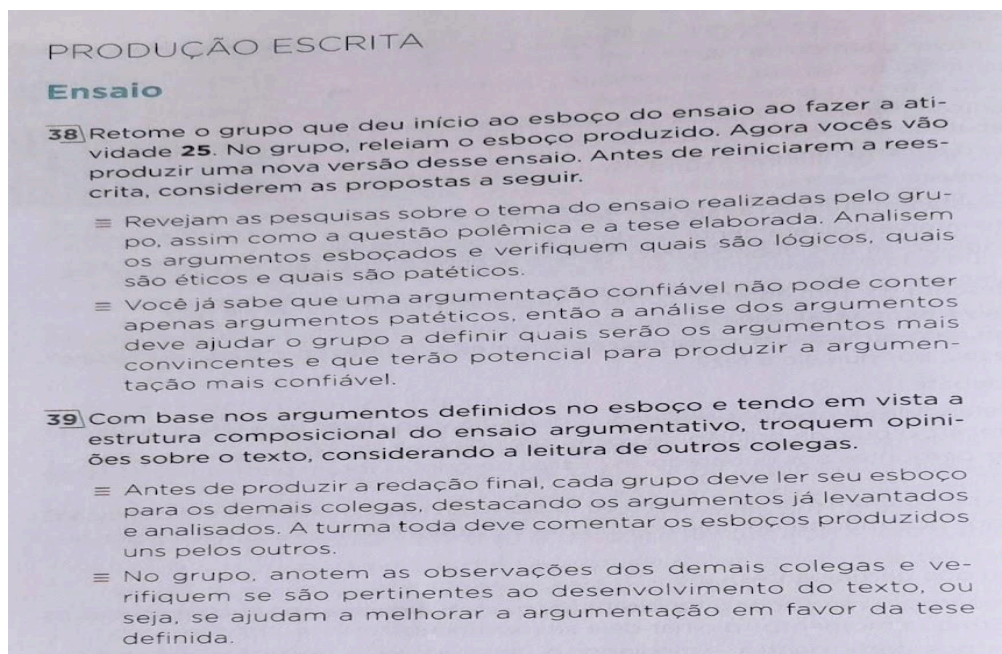 PRODUÇÃO ESCRITA
Ensaio
38 Retome o grupo que deu início ao esboço do ensaio ao fazer a ati-
vidade 25. No grupo, releiam o esboço produzido. Agora vocês vão
produzir uma nova versão desse ensaio. Antes de reiniciarem a rees-
crita, considerem as propostas a seguir.
≡ Revejam as pesquisas sobre o tema do ensaio realizadas pelo gru-
po, assim como a questão polêmica e a tese elaborada. Analisem
os argumentos esboçados e verifiquem quais são lógicos, quais
são éticos e quais são patéticos.
≡ Você já sabe que uma argumentação confiável não pode conter
apenas argumentos patéticos, então a análise dos argumentos
deve ajudar o grupo a definir quais serão os argumentos mais
convincentes e que terão potencial para produzir a argumen-
tação mais confiável.
39 Com base nos argumentos definidos no esboço e tendo em vista a
estrutura composicional do ensaio argumentativo, troquem opini-
ões sobre o texto, considerando a leitura de outros colegas.
≡ Antes de produzir a redação final, cada grupo deve ler seu esboço
para os demais colegas, destacando os argumentos já levantados
e analisados. A turma toda deve comentar os esboços produzidos
uns pelos outros.
≡ No grupo, anotem as observações dos demais colegas e ve-
rifiquem se são pertinentes ao desenvolvimento do texto, ou
seja, se ajudam a melhorar a argumentação em favor da tese
definida.